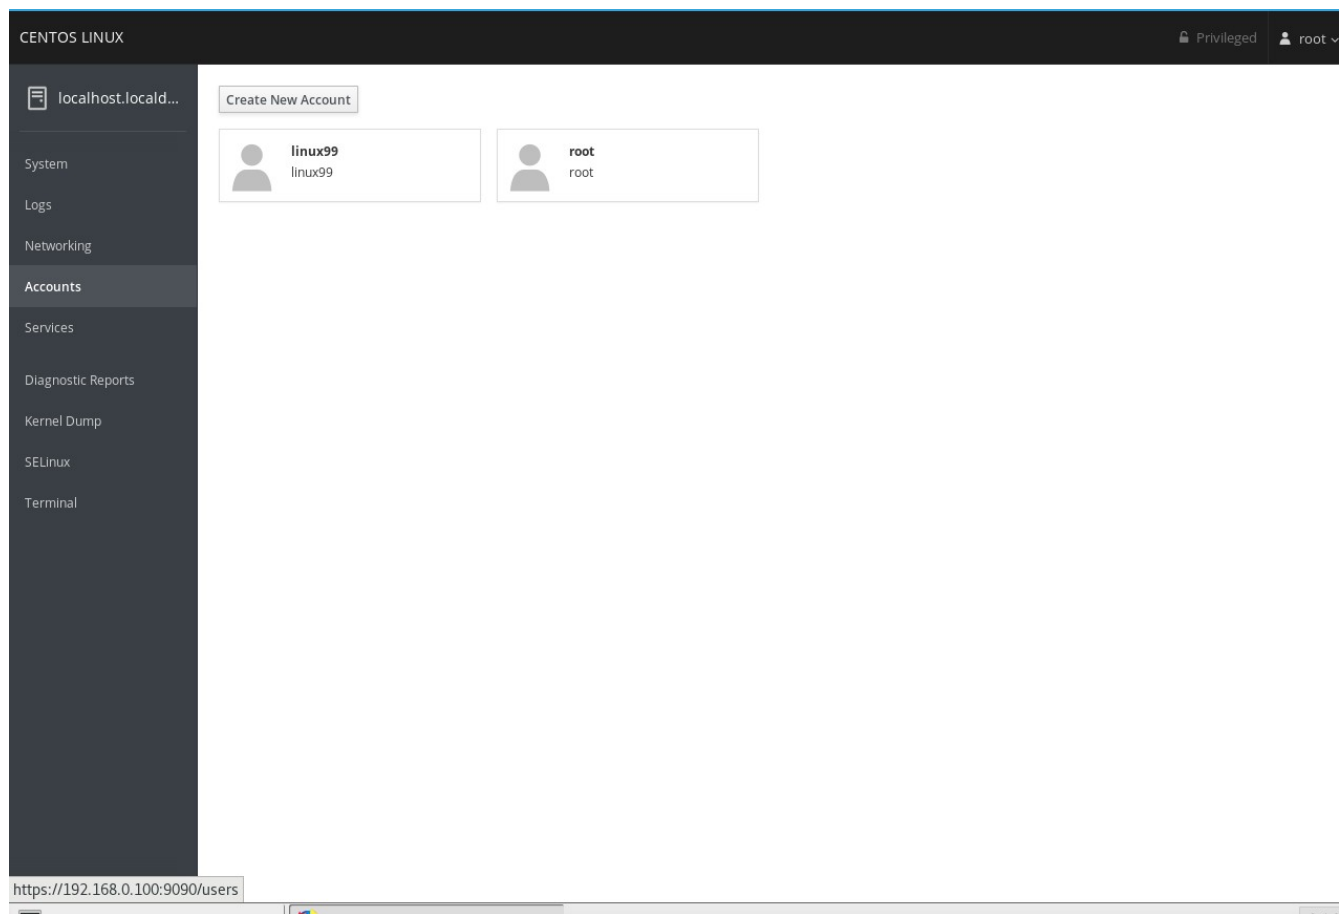 CENTOS LINUX
Privileged
root
localhost.locald...
Create New Account
linux99
linux99
root
root
System
Logs
Networking
Accounts
Services
Diagnostic Reports
Kernel Dump
SELinux
Terminal
https://192.168.0.100:9090/users